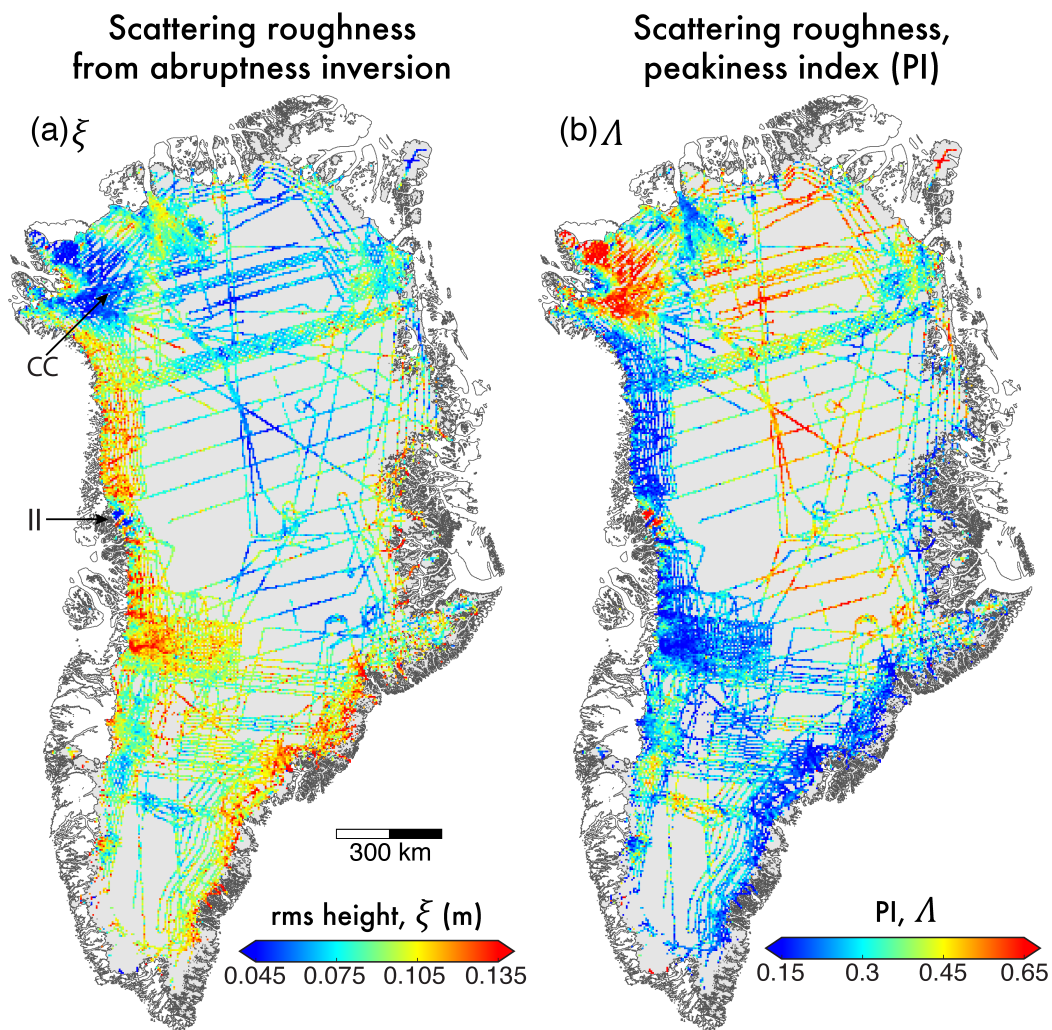 Scattering roughness
from abruptness inversion
Scattering roughness,
peakiness index (PI)
(a) ξ
(b) Λ
CC
II
300 km
rms height, ξ (m)
0.045 0.075 0.105 0.135
PI, Λ
0.15 0.3 0.45 0.65